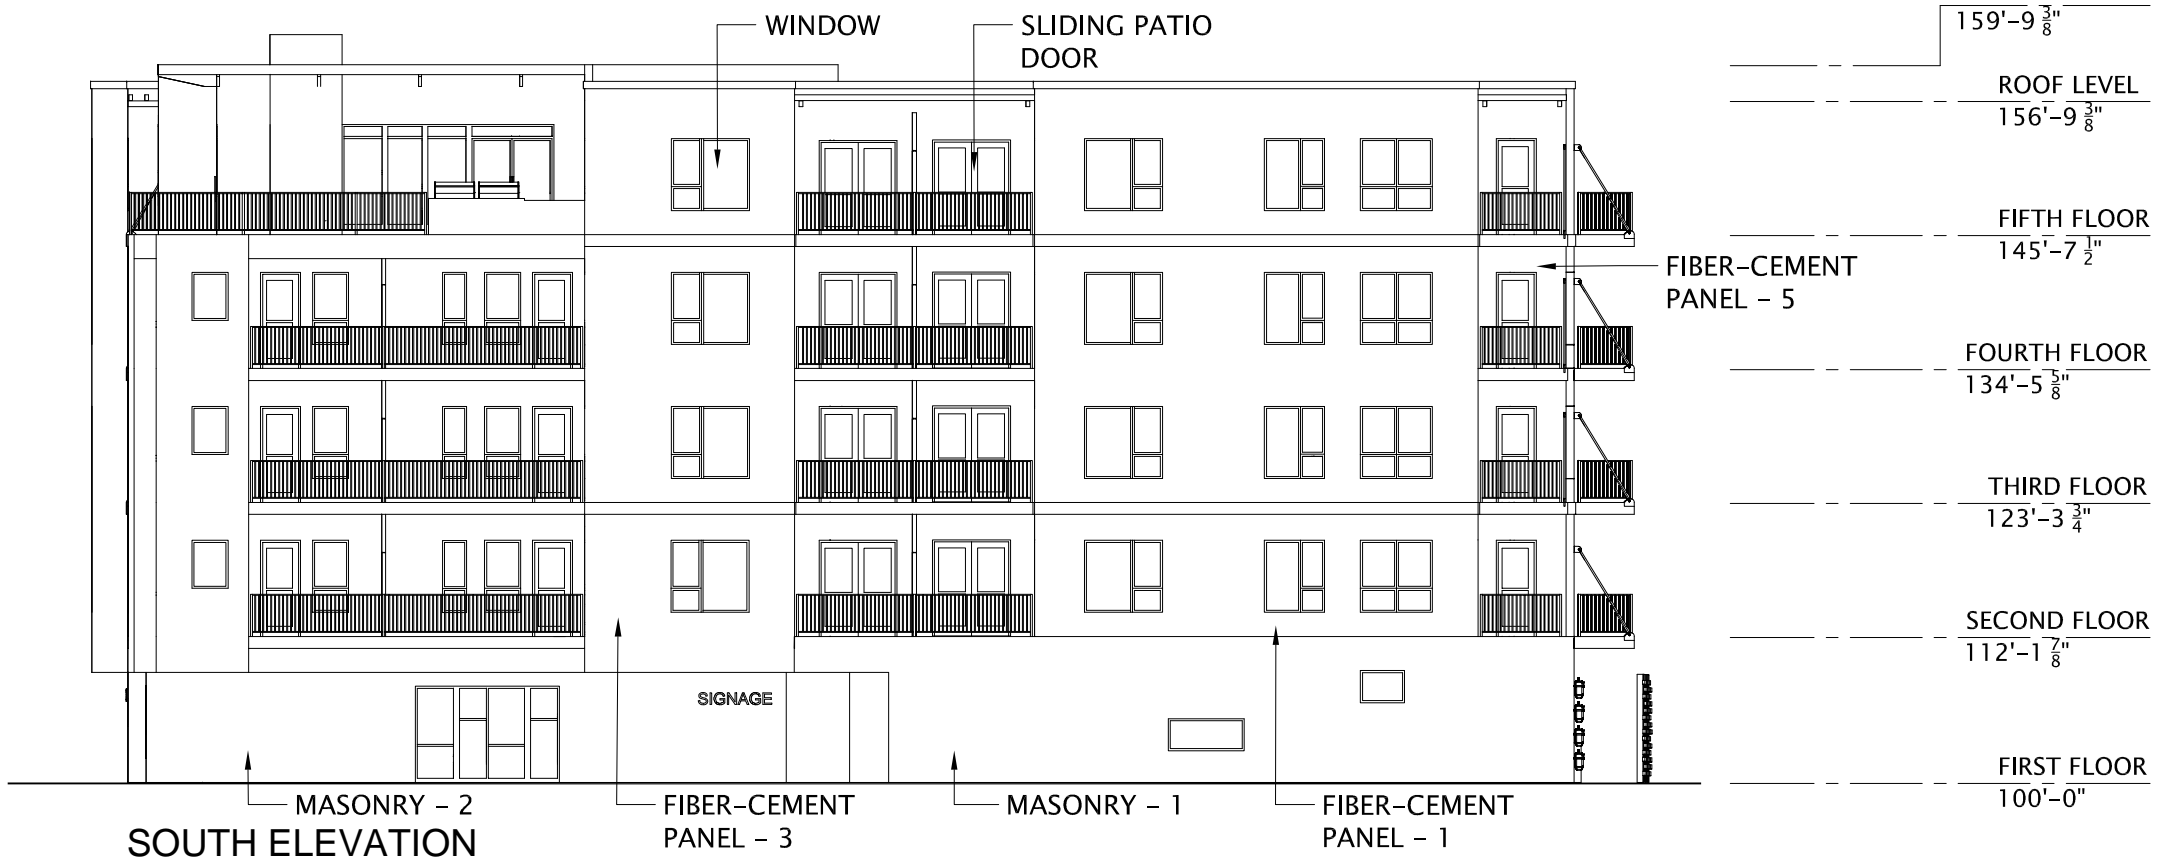 WINDOW
SLIDING PATIO
DOOR
159'-9 3/8"
ROOF LEVEL
156'-9 3/8"
FIFTH FLOOR
145'-7 1/2"
FIBER-CEMENT
PANEL - 5
FOURTH FLOOR
134'-5 5/8"
THIRD FLOOR
123'-3 3/4"
SECOND FLOOR
112'-1 7/8"
SIGNAGE
FIRST FLOOR
100'-0"
MASONRY - 2
FIBER-CEMENT
PANEL - 3
MASONRY - 1
FIBER-CEMENT
PANEL - 1
SOUTH ELEVATION